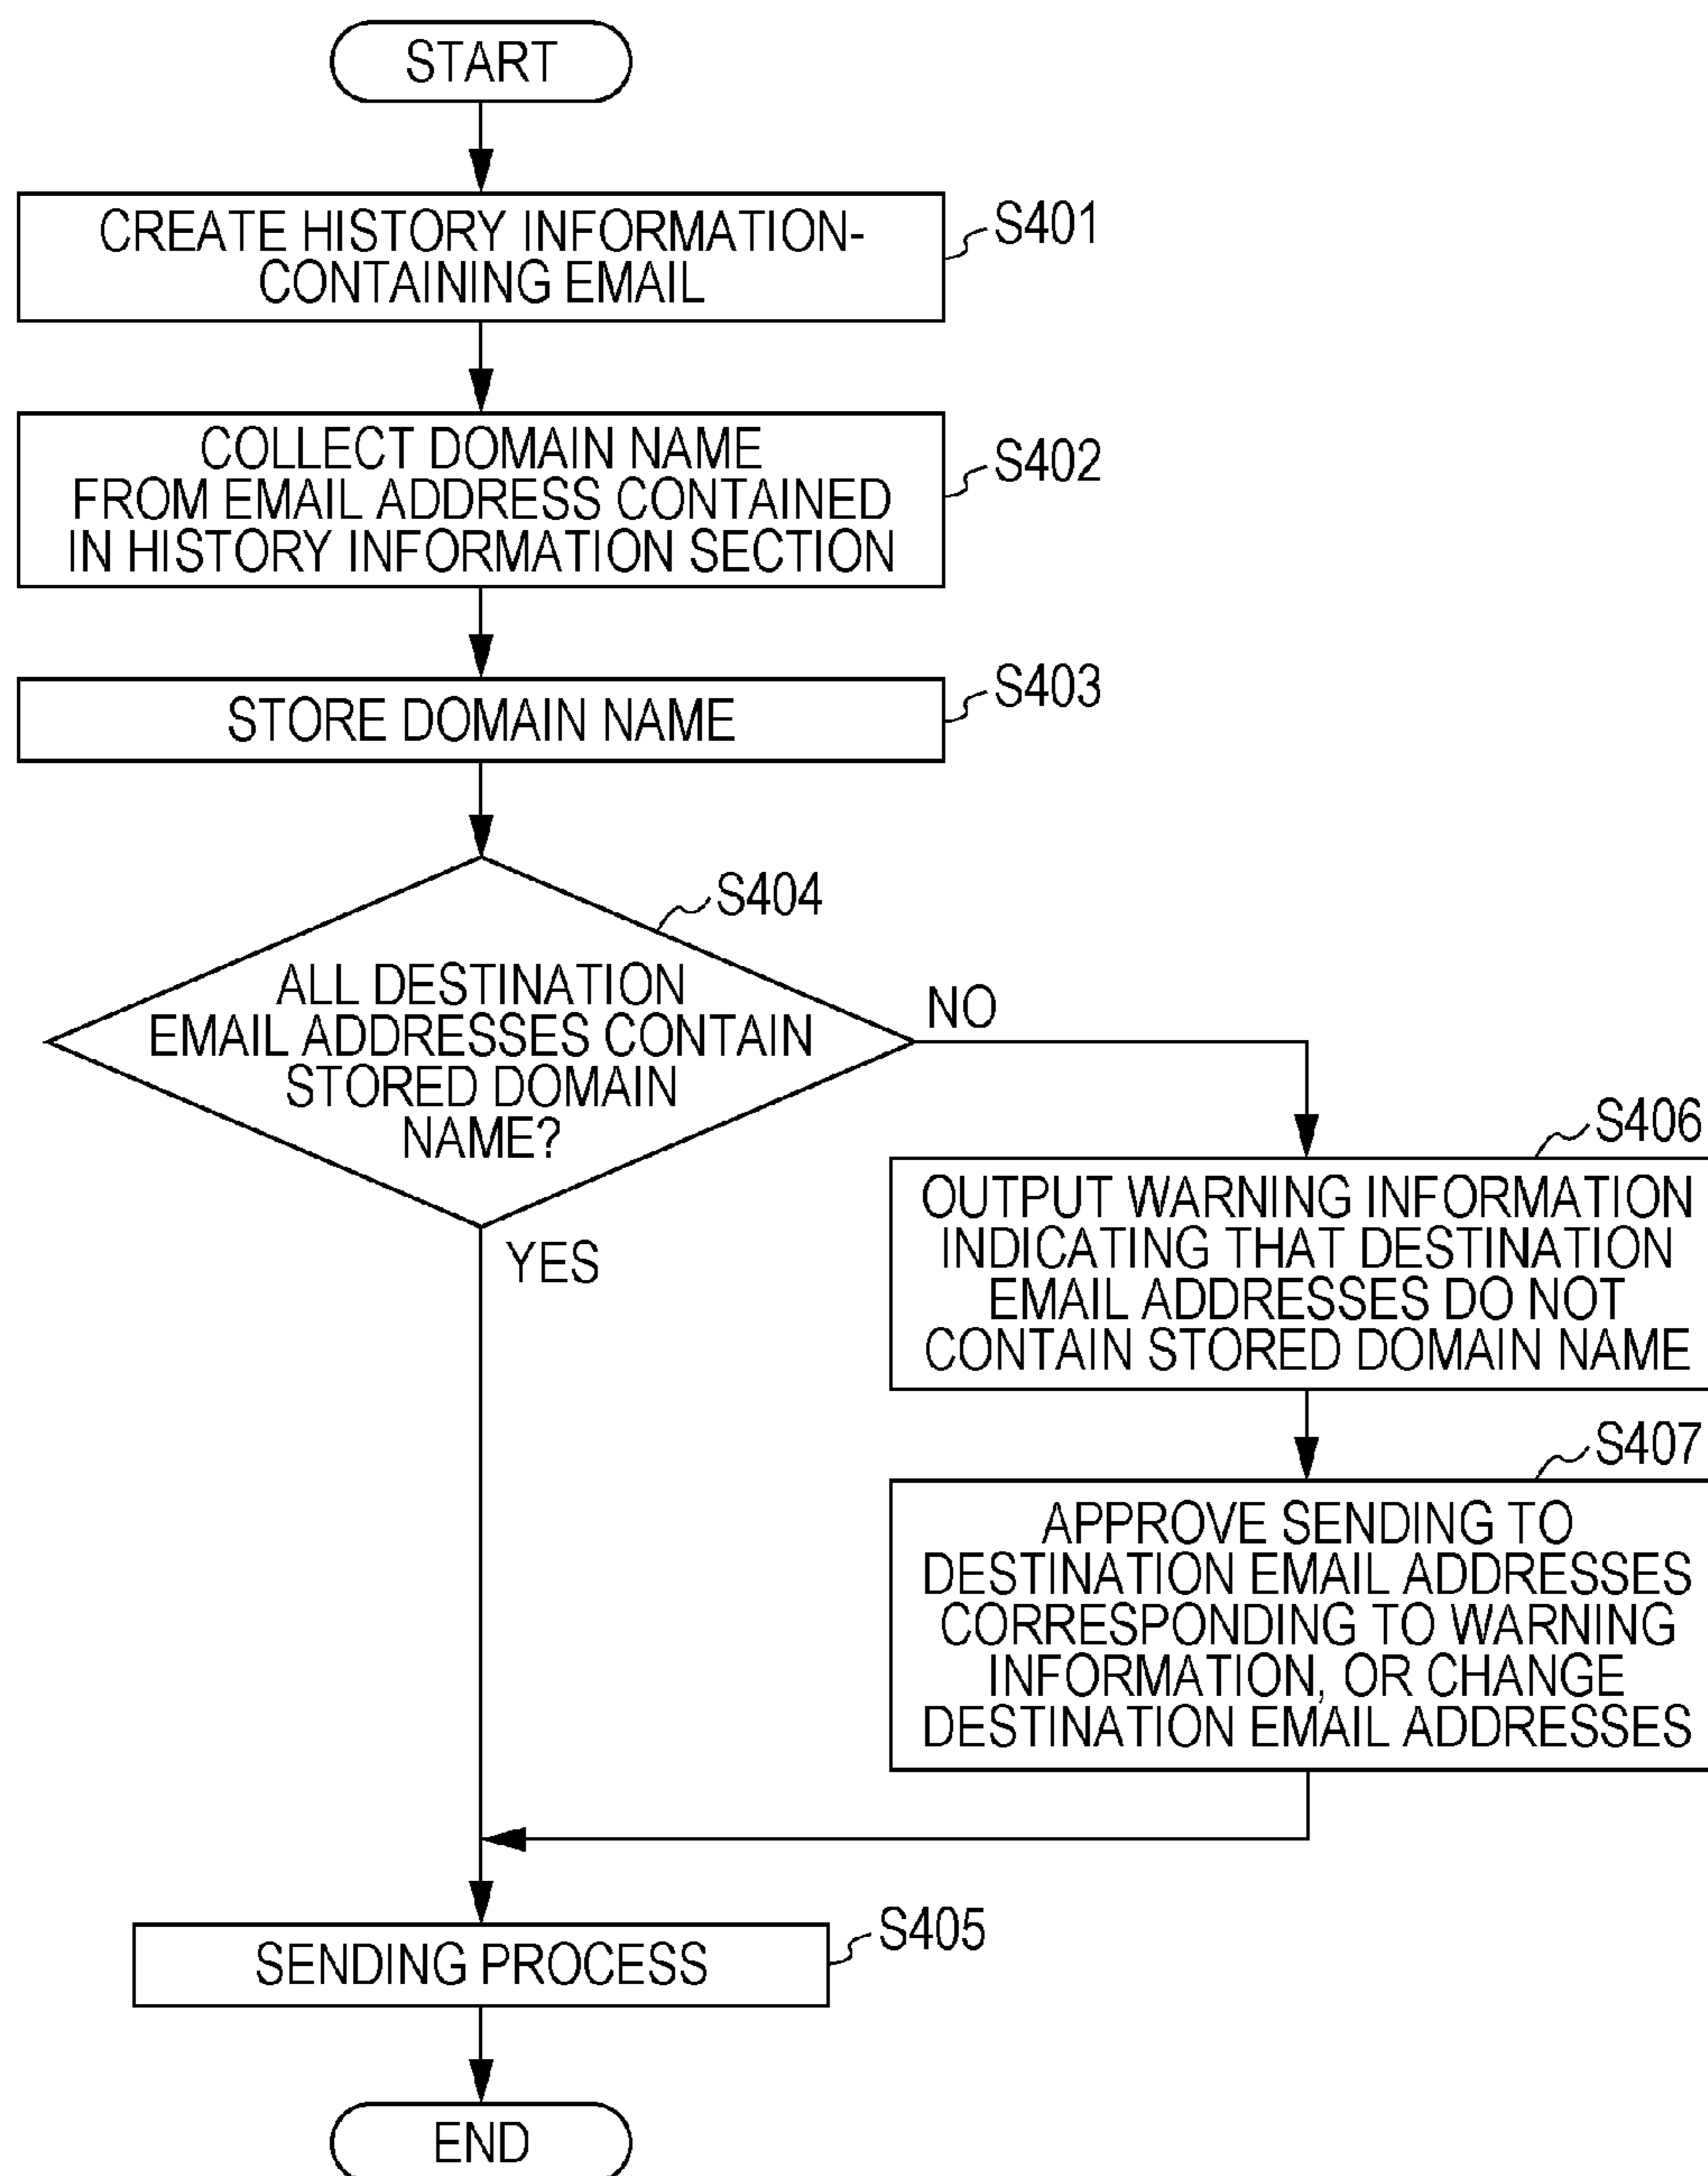 START
CREATE HISTORY INFORMATION-
CONTAINING EMAIL
S401
COLLECT DOMAIN NAME
FROM EMAIL ADDRESS CONTAINED
IN HISTORY INFORMATION SECTION
S402
STORE DOMAIN NAME
S403
S404
ALL DESTINATION
EMAIL ADDRESSES CONTAIN
STORED DOMAIN
NAME?
NO
YES
S406
OUTPUT WARNING INFORMATION
INDICATING THAT DESTINATION
EMAIL ADDRESSES DO NOT
CONTAIN STORED DOMAIN NAME
S407
APPROVE SENDING TO
DESTINATION EMAIL ADDRESSES
CORRESPONDING TO WARNING
INFORMATION, OR CHANGE
DESTINATION EMAIL ADDRESSES
SENDING PROCESS
S405
END